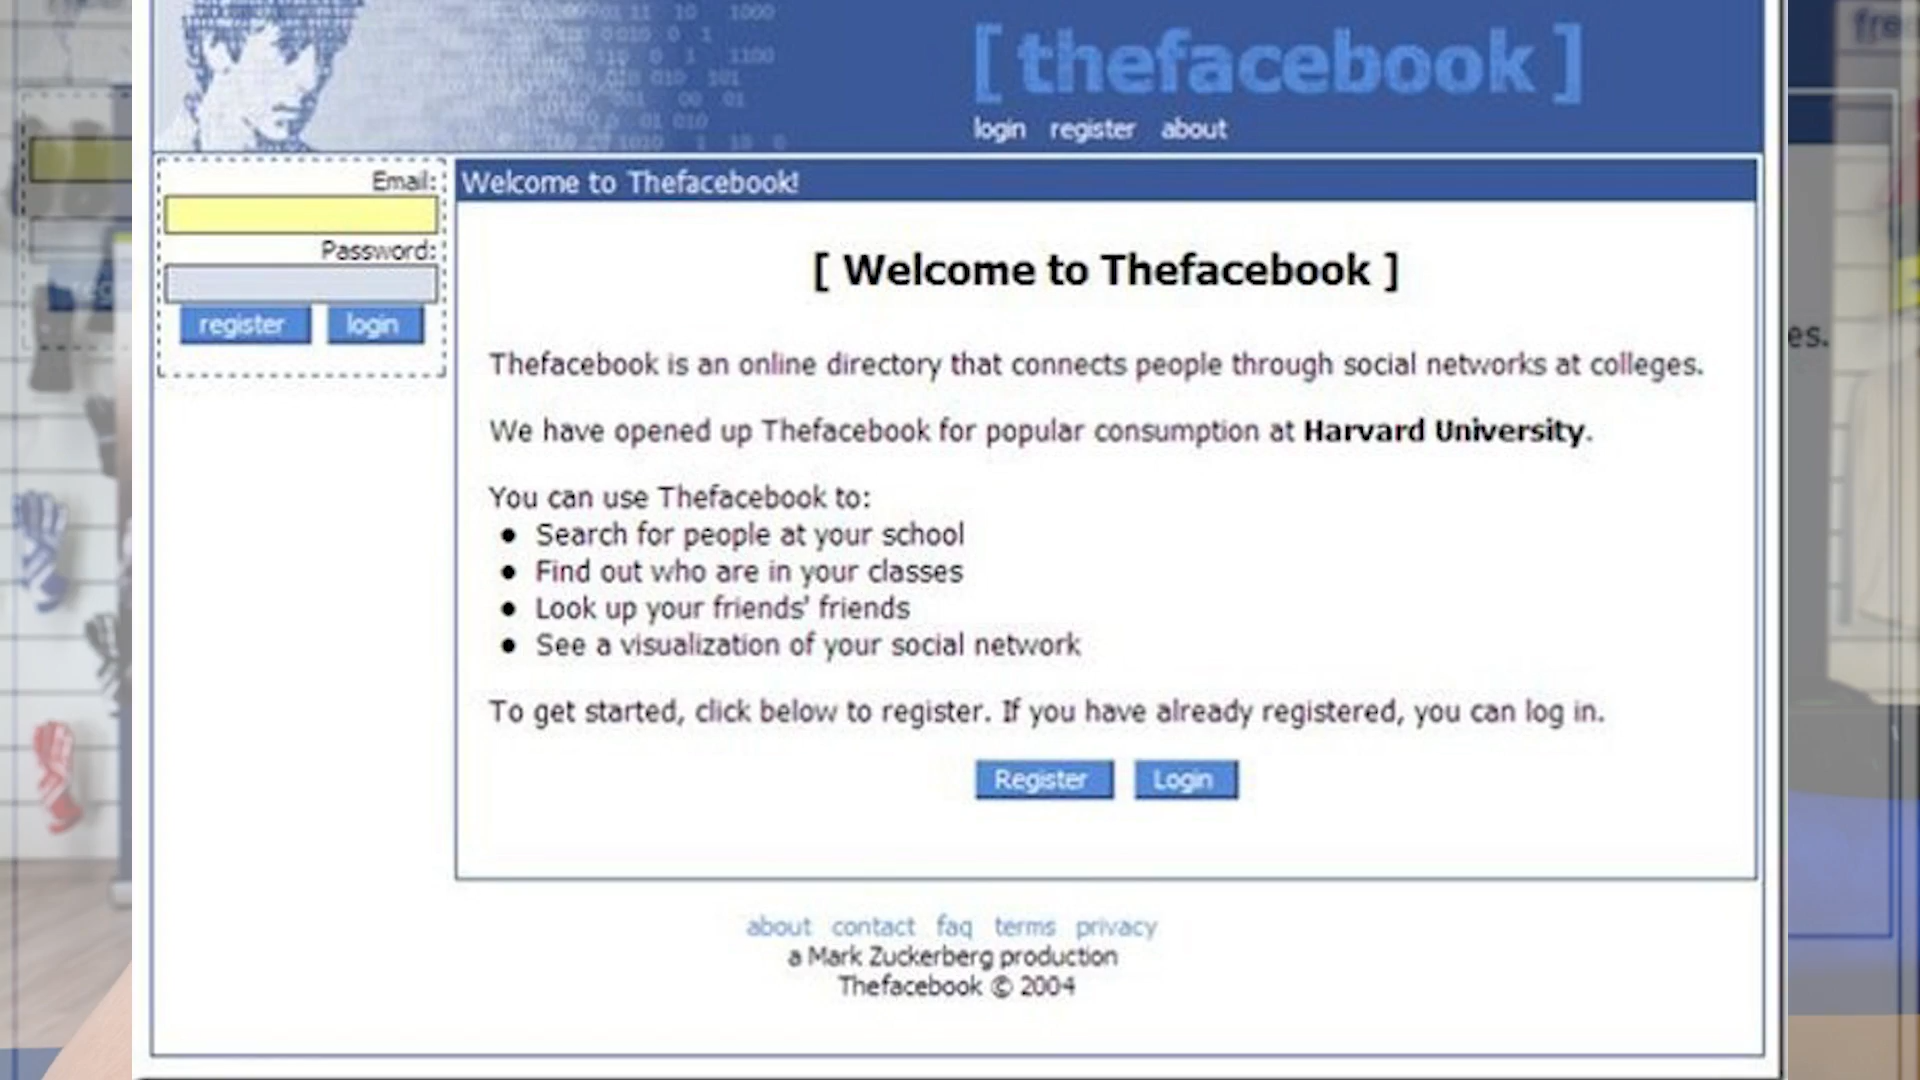 [ thefacebook ]
login register about
Email:
Password:
register login
Welcome to Thefacebook!
[ Welcome to Thefacebook ]
Thefacebook is an online directory that connects people through social networks at colleges.
We have opened up Thefacebook for popular consumption at Harvard University.
You can use Thefacebook to:
• Search for people at your school
• Find out who are in your classes
• Look up your friends' friends
• See a visualization of your social network
To get started, click below to register. If you have already registered, you can log in.
Register Login
about contact faq terms privacy
a Mark Zuckerberg production
Thefacebook © 2004
es.